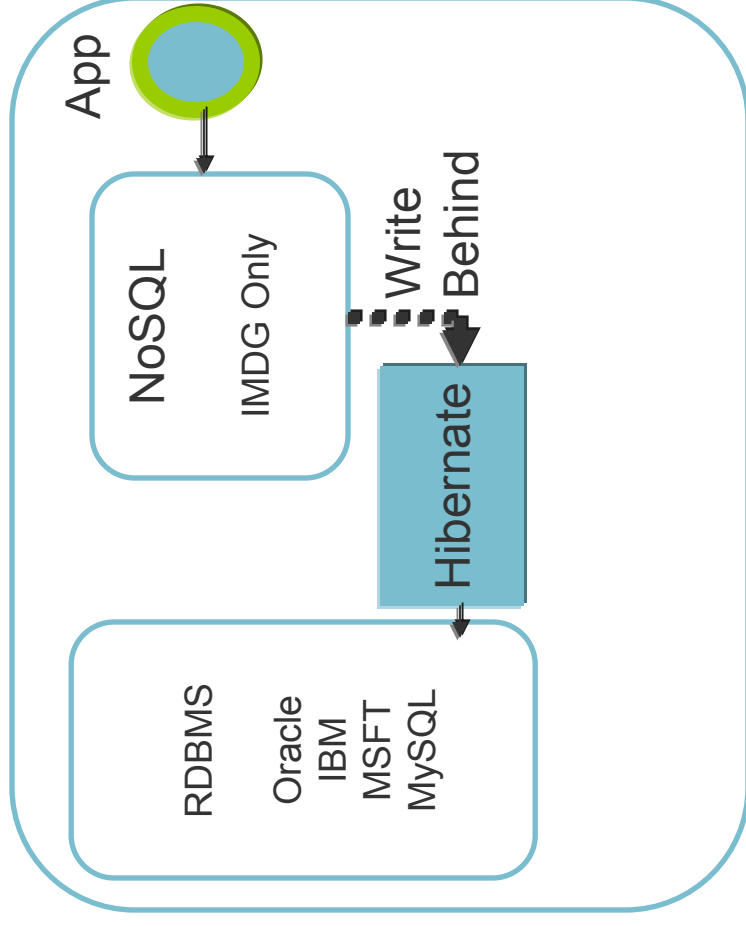 App
NoSQL
IMDG Only
Write
Behind
Hibernate
RDBMS
Oracle
IBM
MSFT
MySQL